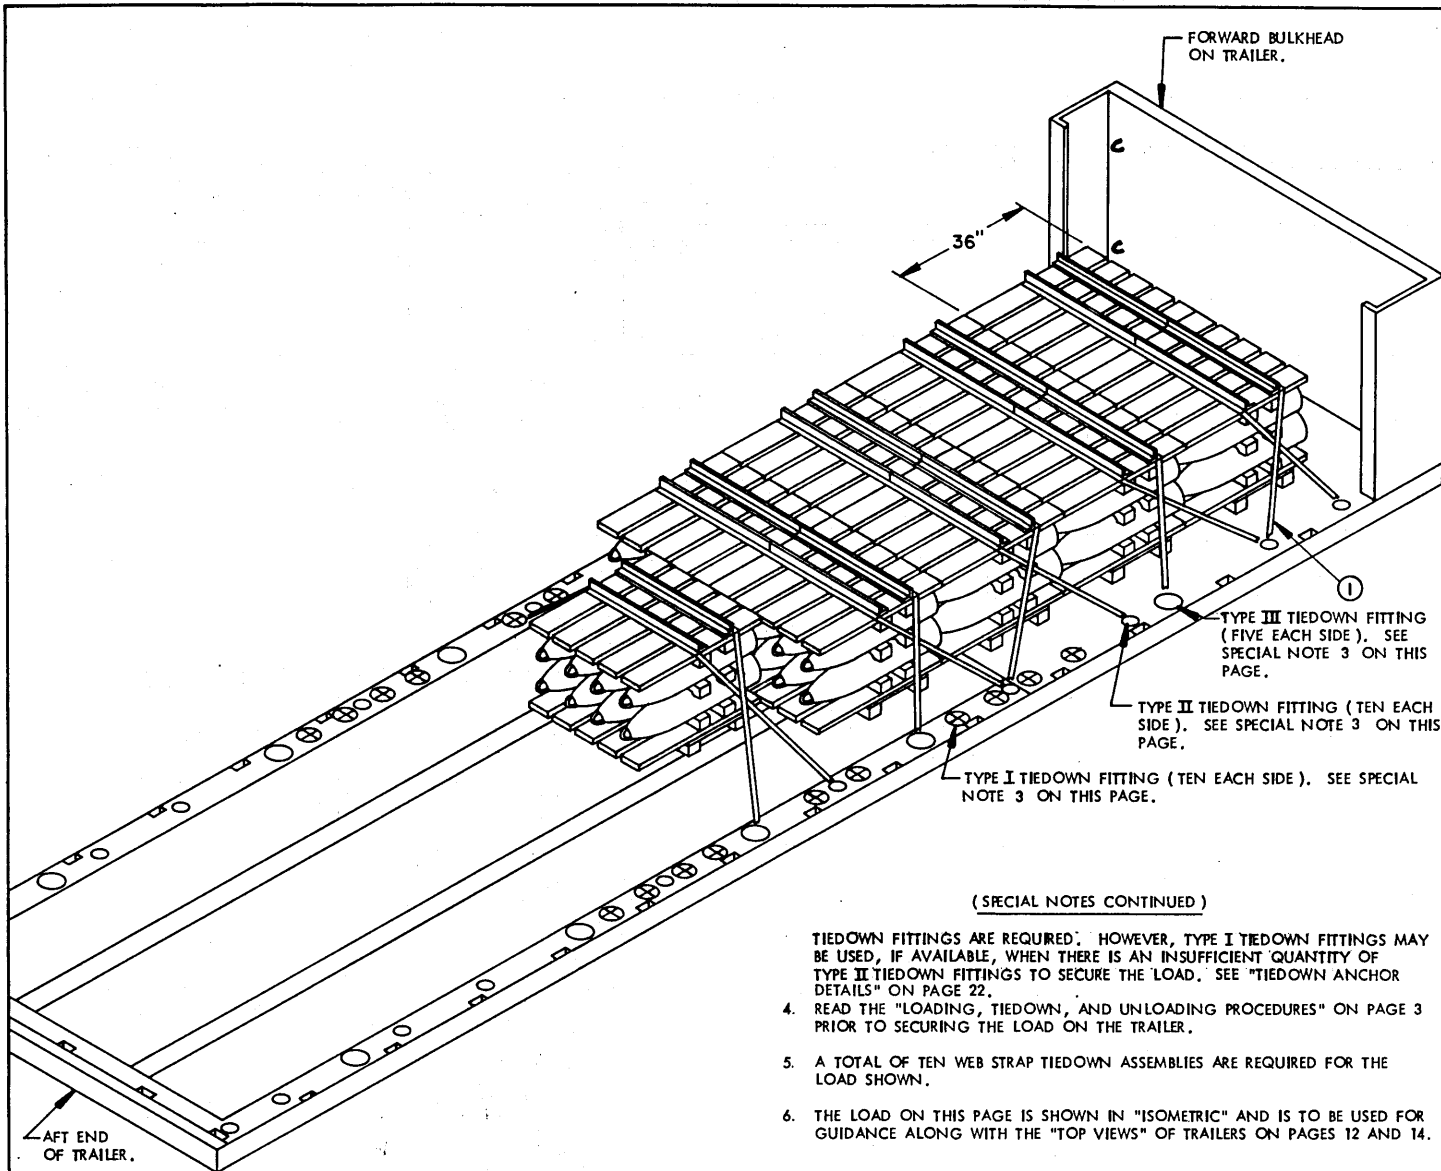 FORWARD BULKHEAD
ON TRAILER.
C
36"
C
1
TYPE III TIEDOWN FITTING
(FIVE EACH SIDE). SEE
SPECIAL NOTE 3 ON THIS
PAGE.
TYPE II TIEDOWN FITTING (TEN EACH
SIDE). SEE SPECIAL NOTE 3 ON THIS
PAGE.
TYPE I TIEDOWN FITTING (TEN EACH SIDE). SEE SPECIAL
NOTE 3 ON THIS PAGE.
(SPECIAL NOTES CONTINUED)
TIEDOWN FITTINGS ARE REQUIRED. HOWEVER, TYPE I TIEDOWN FITTINGS MAY
BE USED, IF AVAILABLE, WHEN THERE IS AN INSUFFICIENT QUANTITY OF
TYPE II TIEDOWN FITTINGS TO SECURE THE LOAD. SEE "TIEDOWN ANCHOR
DETAILS" ON PAGE 22.
4. READ THE "LOADING, TIEDOWN, AND UNLOADING PROCEDURES" ON PAGE 3
PRIOR TO SECURING THE LOAD ON THE TRAILER.
5. A TOTAL OF TEN WEB STRAP TIEDOWN ASSEMBLIES ARE REQUIRED FOR THE
LOAD SHOWN.
6. THE LOAD ON THIS PAGE IS SHOWN IN "ISOMETRIC" AND IS TO BE USED FOR
GUIDANCE ALONG WITH THE "TOP VIEWS" OF TRAILERS ON PAGES 12 AND 14.
AFT END
OF TRAILER.